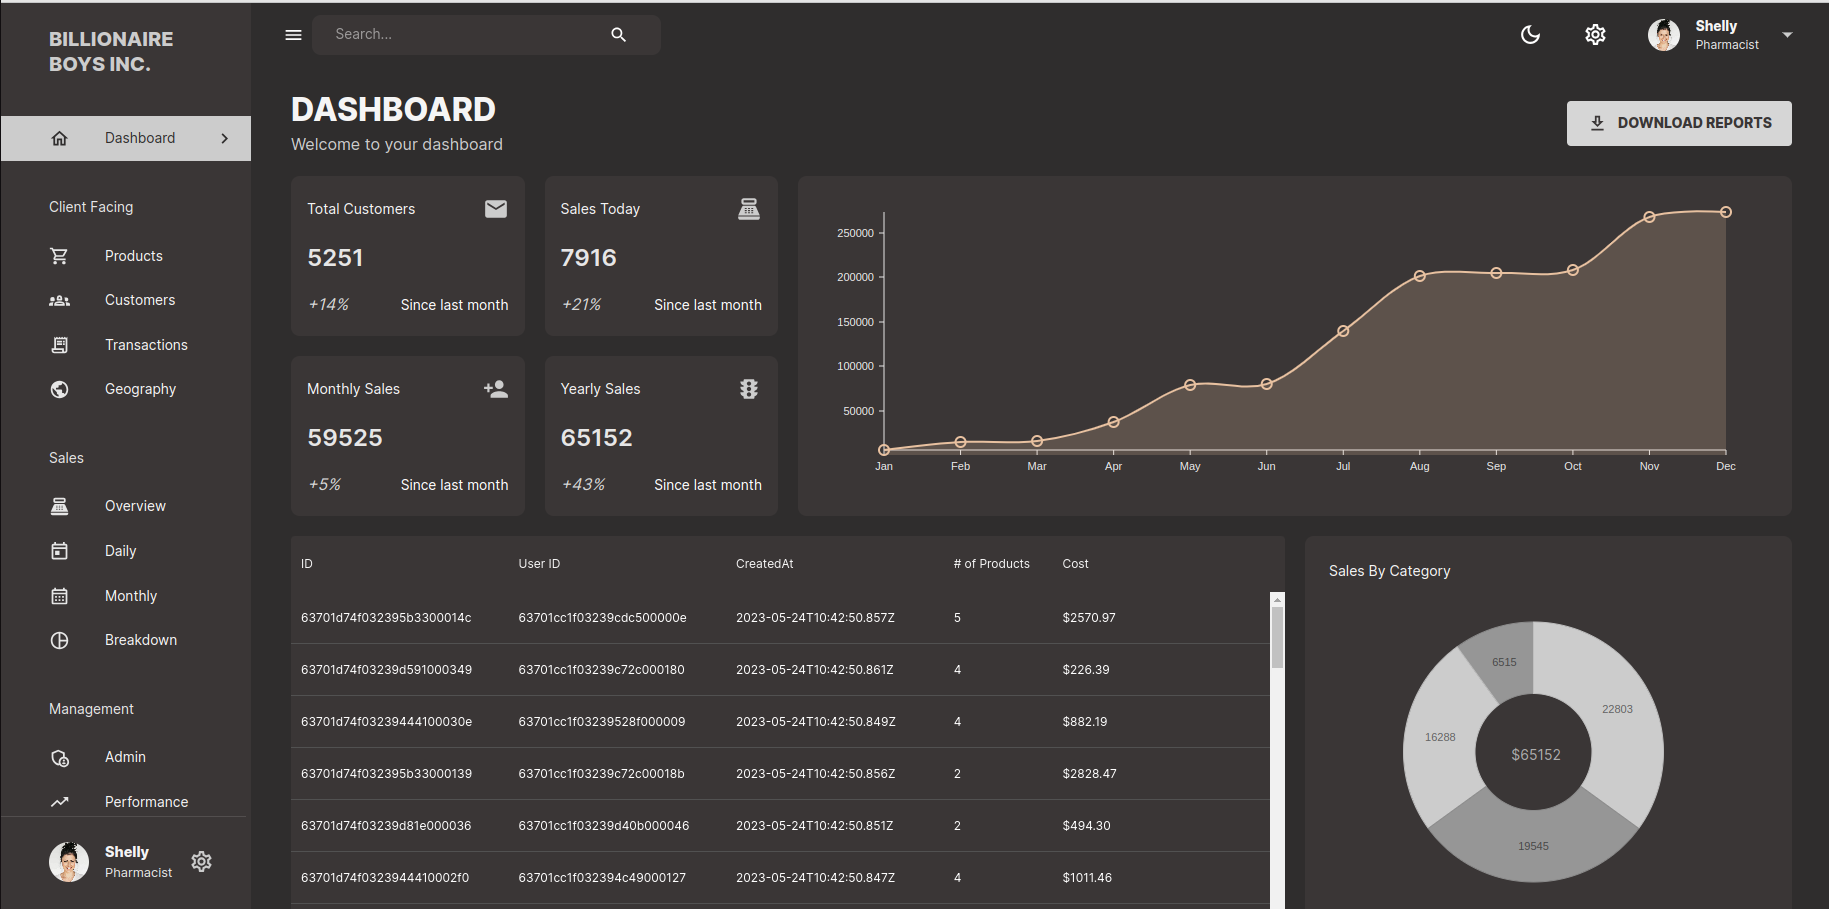 BILLIONAIRE
BOYS INC.
Dashboard
Client Facing
Products
Customers
Transactions
Geography
Sales
Overview
Daily
Monthly
Breakdown
Management
Admin
Performance
Shelly
Pharmacist
Search...
Shelly
Pharmacist
DASHBOARD
Welcome to your dashboard
DOWNLOAD REPORTS
Total Customers
5251
+14% Since last month
Sales Today
7916
+21% Since last month
Monthly Sales
59525
+5% Since last month
Yearly Sales
65152
+43% Since last month
250000
200000
150000
100000
50000
Jan Feb Mar Apr May Jun Jul Aug Sep Oct Nov Dec
ID User ID CreatedAt # of Products Cost
63701d74f032395b3300014c 63701cc1f03239cdc500000e 2023-05-24T10:42:50.857Z 5 $2570.97
63701d74f03239d591000349 63701cc1f03239c72c000180 2023-05-24T10:42:50.861Z 4 $226.39
63701d74f03239444100030e 63701cc1f03239528f000009 2023-05-24T10:42:50.849Z 4 $882.19
63701d74f032395b33000139 63701cc1f03239c72c00018b 2023-05-24T10:42:50.856Z 2 $2828.47
63701d74f03239d81e000036 63701cc1f03239d40b000046 2023-05-24T10:42:50.851Z 2 $494.30
63701d74f0323944410002f0 63701cc1f032394c49000127 2023-05-24T10:42:50.847Z 4 $1011.46
Sales By Category
6515
22803
16288
$65152
19545